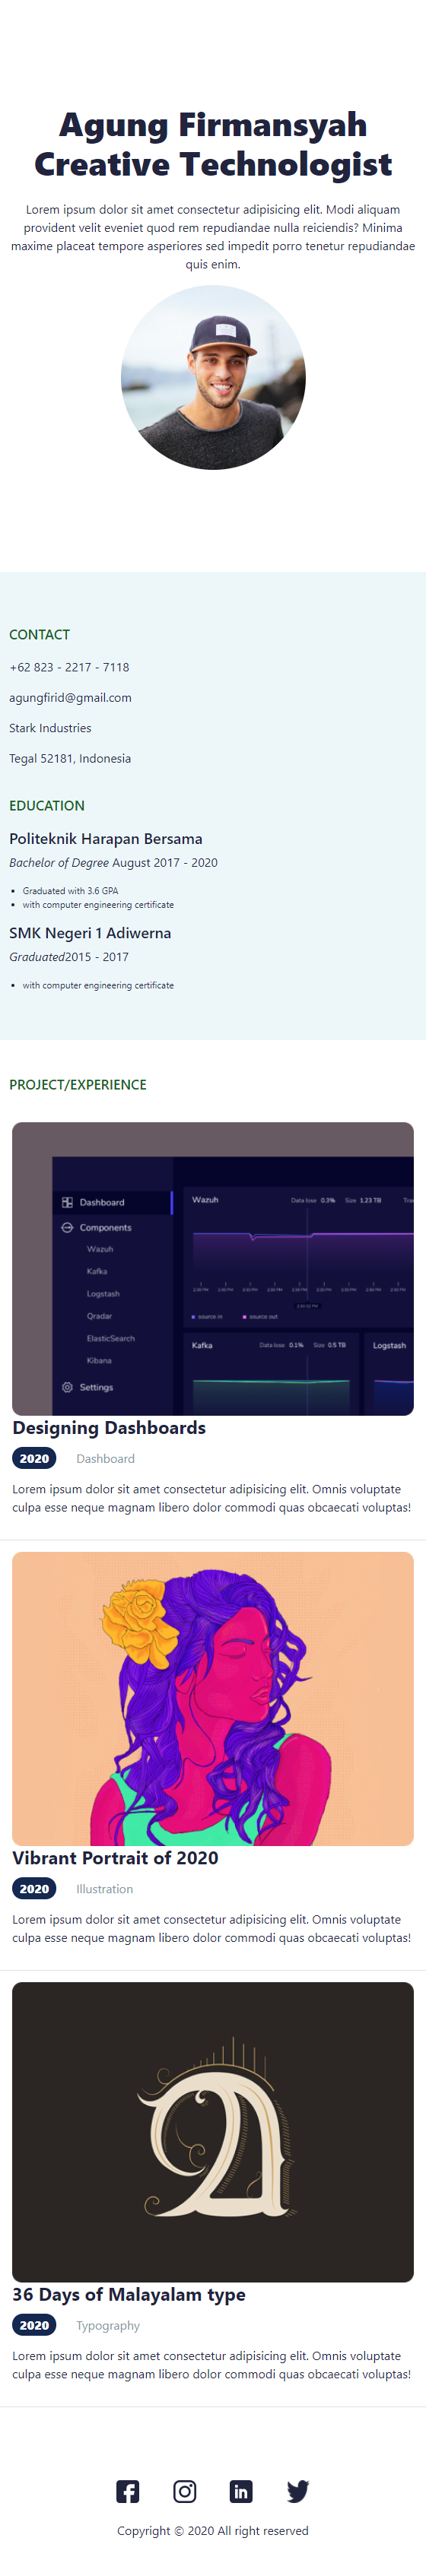 Agung Firmansyah
Creative Technologist
Lorem ipsum dolor sit amet consectetur adipisicing elit. Modi aliquam
provident velit eveniet quod rem repudiandae nulla reiciendis? Minima
maxime placeat tempore asperiores sed impedit porro tenetur repudiandae
quis enim.
CONTACT
+62 823 - 2217 - 7118
agungfirid@gmail.com
Stark Industries
Tegal 52181, Indonesia
EDUCATION
Politeknik Harapan Bersama
Bachelor of Degree August 2017 - 2020
• Graduated with 3.6 GPA
• with computer engineering certificate
SMK Negeri 1 Adiwerna
Graduated2015 - 2017
• with computer engineering certificate
PROJECT/EXPERIENCE
Dashboard
Components
Wazuh
Kafka
Logstash
Qradar
ElasticSearch
Kibana
Settings
Wazuh Data loss 0.3% Size 1.23 TB
source in source out
Kafka Data loss 0.1% Size 0.5 TB
Logstash
Designing Dashboards
2020 Dashboard
Lorem ipsum dolor sit amet consectetur adipisicing elit. Omnis voluptate
culpa esse neque magnam libero dolor commodi quas obcaecati voluptas!
Vibrant Portrait of 2020
2020 Illustration
Lorem ipsum dolor sit amet consectetur adipisicing elit. Omnis voluptate
culpa esse neque magnam libero dolor commodi quas obcaecati voluptas!
36 Days of Malayalam type
2020 Typography
Lorem ipsum dolor sit amet consectetur adipisicing elit. Omnis voluptate
culpa esse neque magnam libero dolor commodi quas obcaecati voluptas!
Copyright © 2020 All right reserved